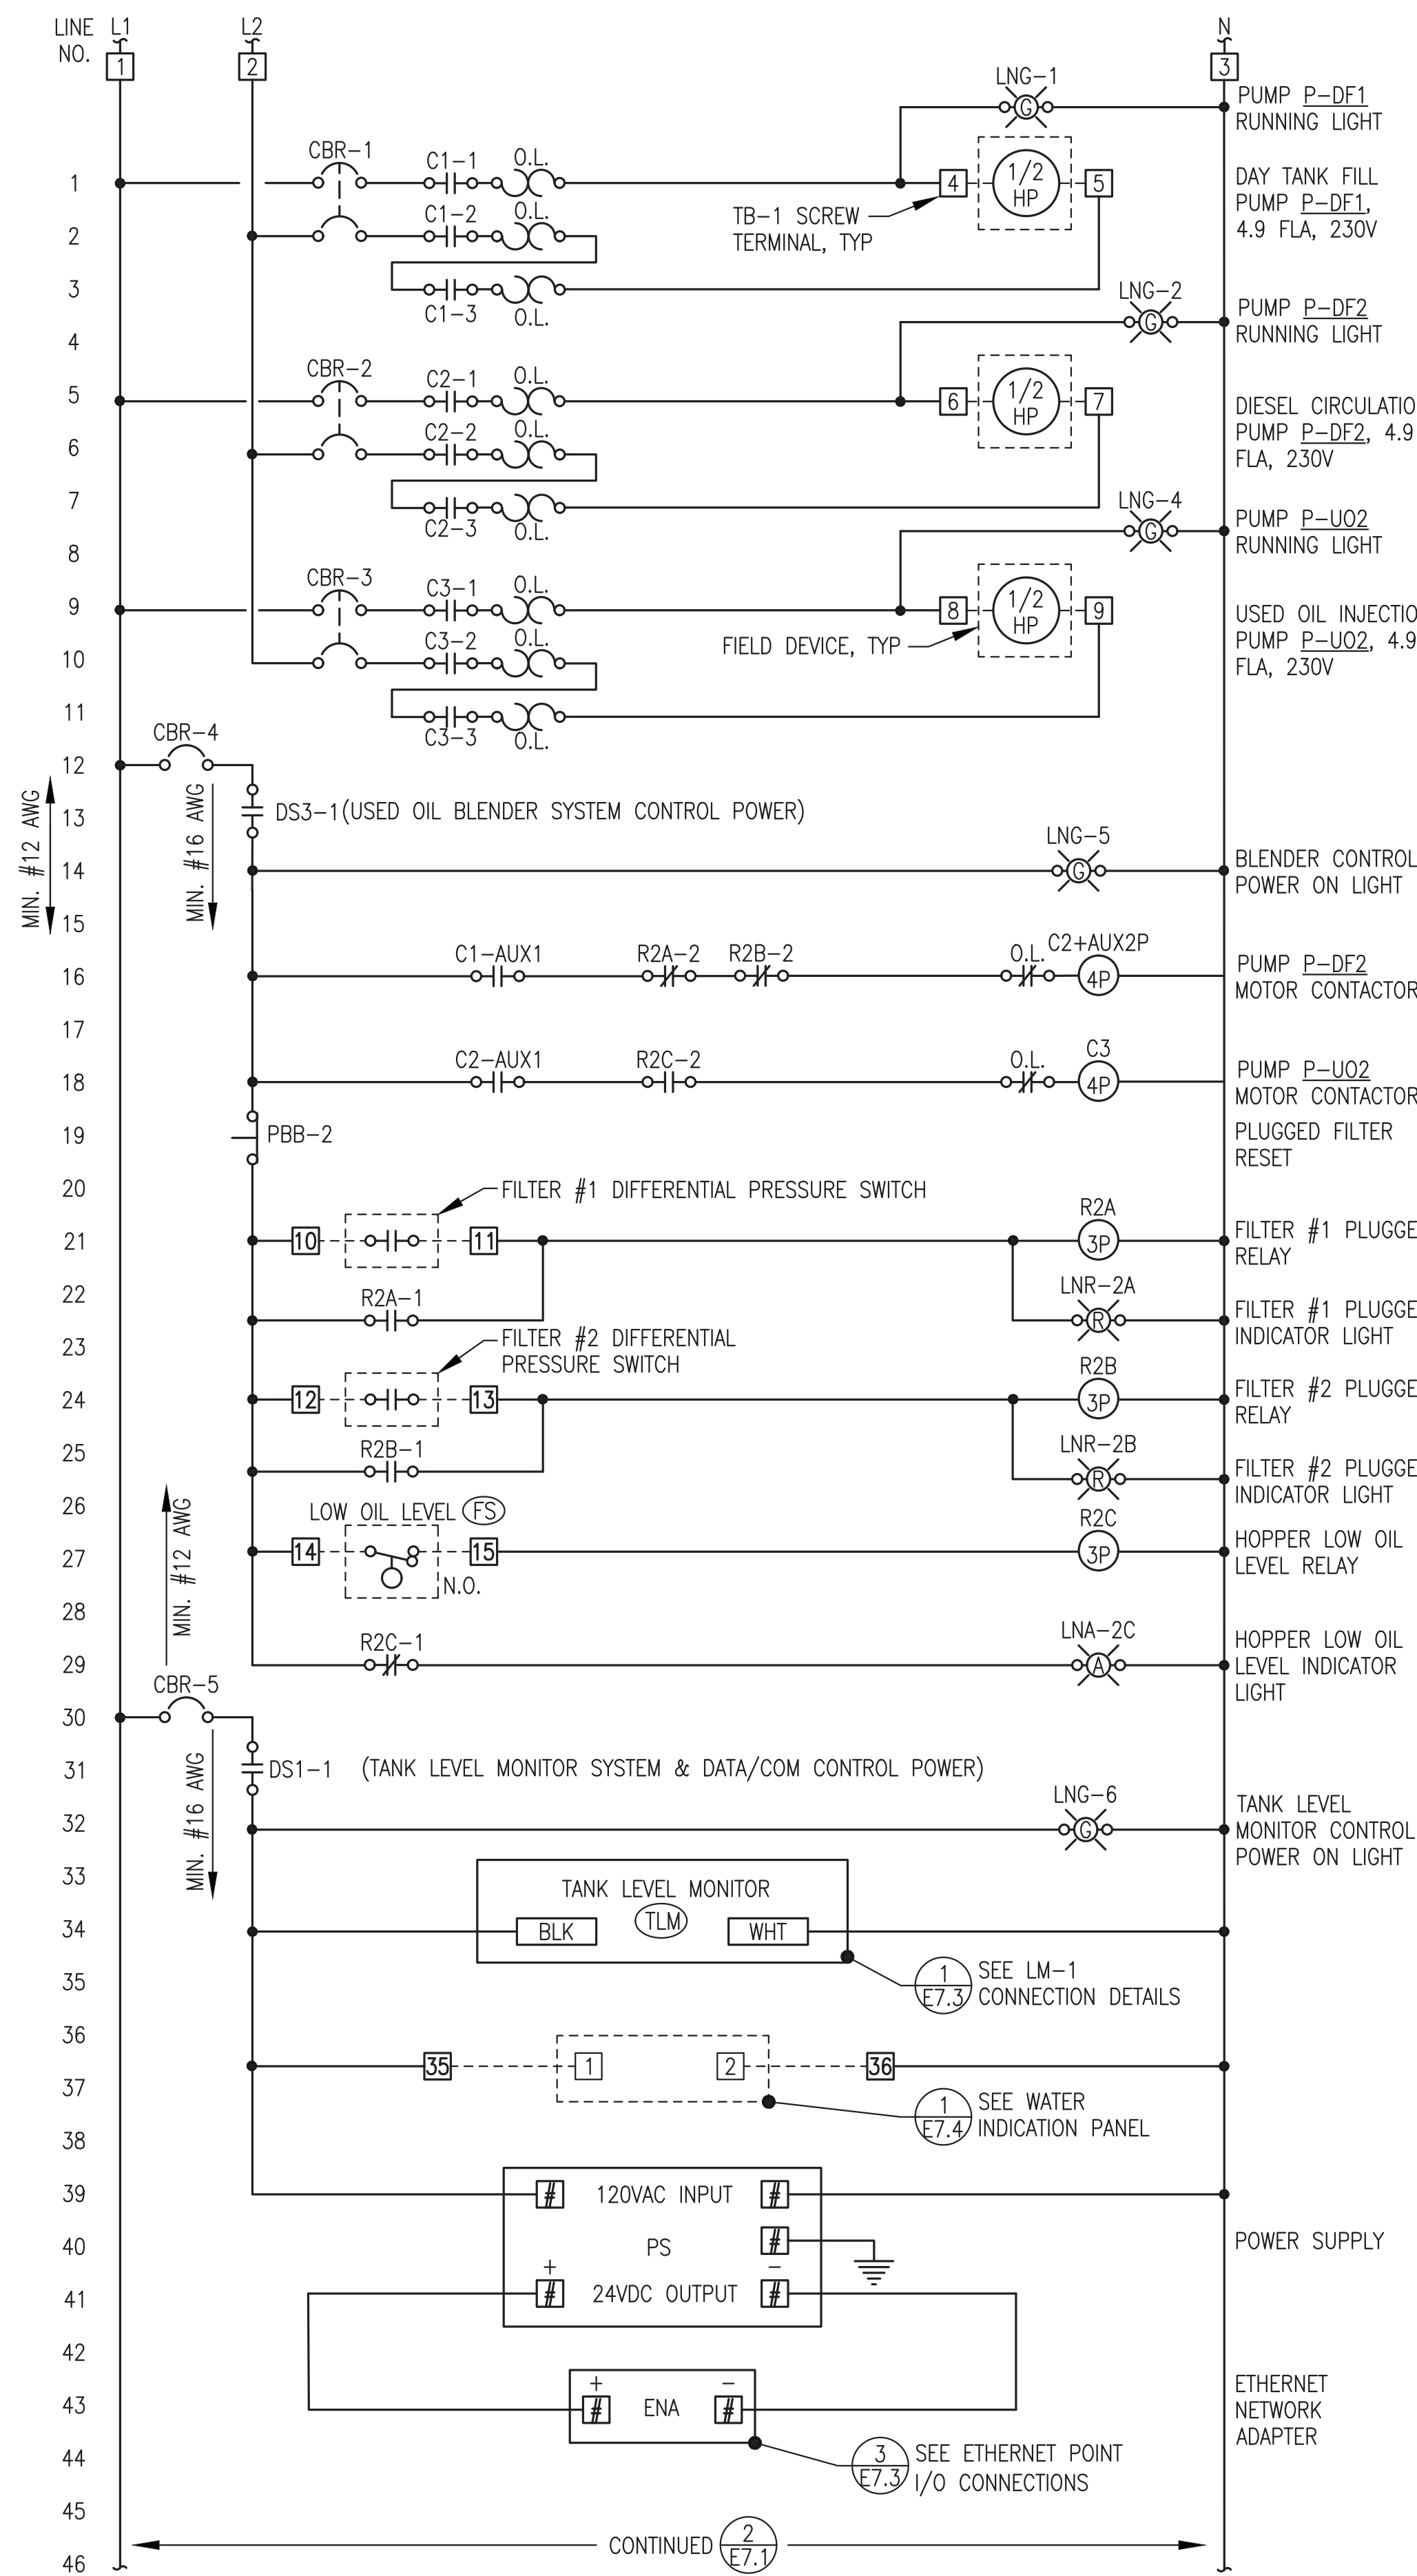 LINE NO.
L1
L2
N
1
2
3
LNG-1
G
PUMP P-DF1
RUNNING LIGHT
CBR-1
C1-1
O.L.
1
4
1/2
HP
5
DAY TANK FILL
PUMP P-DF1,
4.9 FLA, 230V
C1-2
O.L.
TB-1 SCREW
TERMINAL, TYP
2
3
C1-3
O.L.
LNG-2
G
PUMP P-DF2
RUNNING LIGHT
4
CBR-2
C2-1
O.L.
5
6
1/2
HP
7
DIESEL CIRCULATIO
PUMP P-DF2, 4.9
FLA, 230V
C2-2
O.L.
6
7
C2-3
O.L.
LNG-4
G
PUMP P-UO2
RUNNING LIGHT
8
CBR-3
C3-1
O.L.
9
8
1/2
HP
9
USED OIL INJECTIO
PUMP P-UO2, 4.9
FLA, 230V
C3-2
O.L.
FIELD DEVICE, TYP
10
11
C3-3
O.L.
CBR-4
12
MIN. #12 AWG
MIN. #16 AWG
13
DS3-1 (USED OIL BLENDER SYSTEM CONTROL POWER)
LNG-5
14
G
BLENDER CONTROL
POWER ON LIGHT
15
C1-AUX1
R2A-2
R2B-2
O.L.
C2+AUX2P
16
4P
PUMP P-DF2
MOTOR CONTACTOR
17
C2-AUX1
R2C-2
O.L.
C3
18
4P
PUMP P-UO2
MOTOR CONTACTOR
19
PBB-2
PLUGGED FILTER
RESET
20
FILTER #1 DIFFERENTIAL PRESSURE SWITCH
R2A
21
10
11
3P
FILTER #1 PLUGGE
RELAY
22
R2A-1
LNR-2A
R
FILTER #1 PLUGGE
INDICATOR LIGHT
23
FILTER #2 DIFFERENTIAL
PRESSURE SWITCH
R2B
24
12
13
3P
FILTER #2 PLUGGE
RELAY
25
R2B-1
LNR-2B
R
FILTER #2 PLUGGE
INDICATOR LIGHT
26
LOW OIL LEVEL FS
R2C
27
14
15
3P
HOPPER LOW OIL
LEVEL RELAY
N.O.
MIN. #12 AWG
28
R2C-1
LNA-2C
29
A
HOPPER LOW OIL
LEVEL INDICATOR
LIGHT
CBR-5
30
MIN. #16 AWG
31
DS1-1 (TANK LEVEL MONITOR SYSTEM & DATA/COM CONTROL POWER)
LNG-6
32
G
TANK LEVEL
MONITOR CONTROL
POWER ON LIGHT
33
TANK LEVEL MONITOR
34
BLK
TLM
WHT
35
1
E7.3
SEE LM-1
CONNECTION DETAILS
36
35
1
2
36
37
1
E7.4
SEE WATER
INDICATION PANEL
38
39
# 120VAC INPUT #
40
PS
#
POWER SUPPLY
+ -
41
# 24VDC OUTPUT #
42
+ -
43
# ENA #
ETHERNET
NETWORK
ADAPTER
44
3
E7.3
SEE ETHERNET POINT
I/O CONNECTIONS
45
CONTINUED
2
E7.1
46